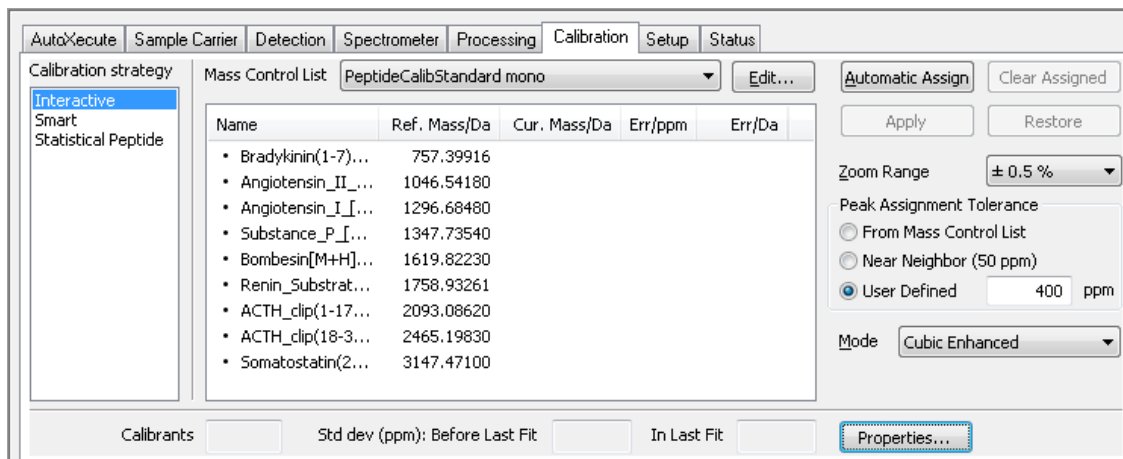 AutoXecute Sample Carrier Detection Spectrometer Processing Calibration Setup Status
Calibration strategy
Interactive
Smart
Statistical Peptide
Mass Control List PeptideCalibStandard mono Edit...
Name Ref. Mass/Da Cur. Mass/Da Err/ppm Err/Da
• Bradykinin(1-7)... 757.39916
• Angiotensin_II_... 1046.54180
• Angiotensin_I_[... 1296.68480
• Substance_P_[... 1347.73540
• Bombesin[M+H]... 1619.82230
• Renin_Substrat... 1758.93261
• ACTH_clip(1-17... 2093.08620
• ACTH_clip(18-3... 2465.19830
• Somatostatin(2... 3147.47100
Automatic Assign Clear Assigned
Apply Restore
Zoom Range ± 0.5 %
Peak Assignment Tolerance
From Mass Control List
Near Neighbor (50 ppm)
User Defined 400 ppm
Mode Cubic Enhanced
Calibrants Std dev (ppm): Before Last Fit In Last Fit Properties...